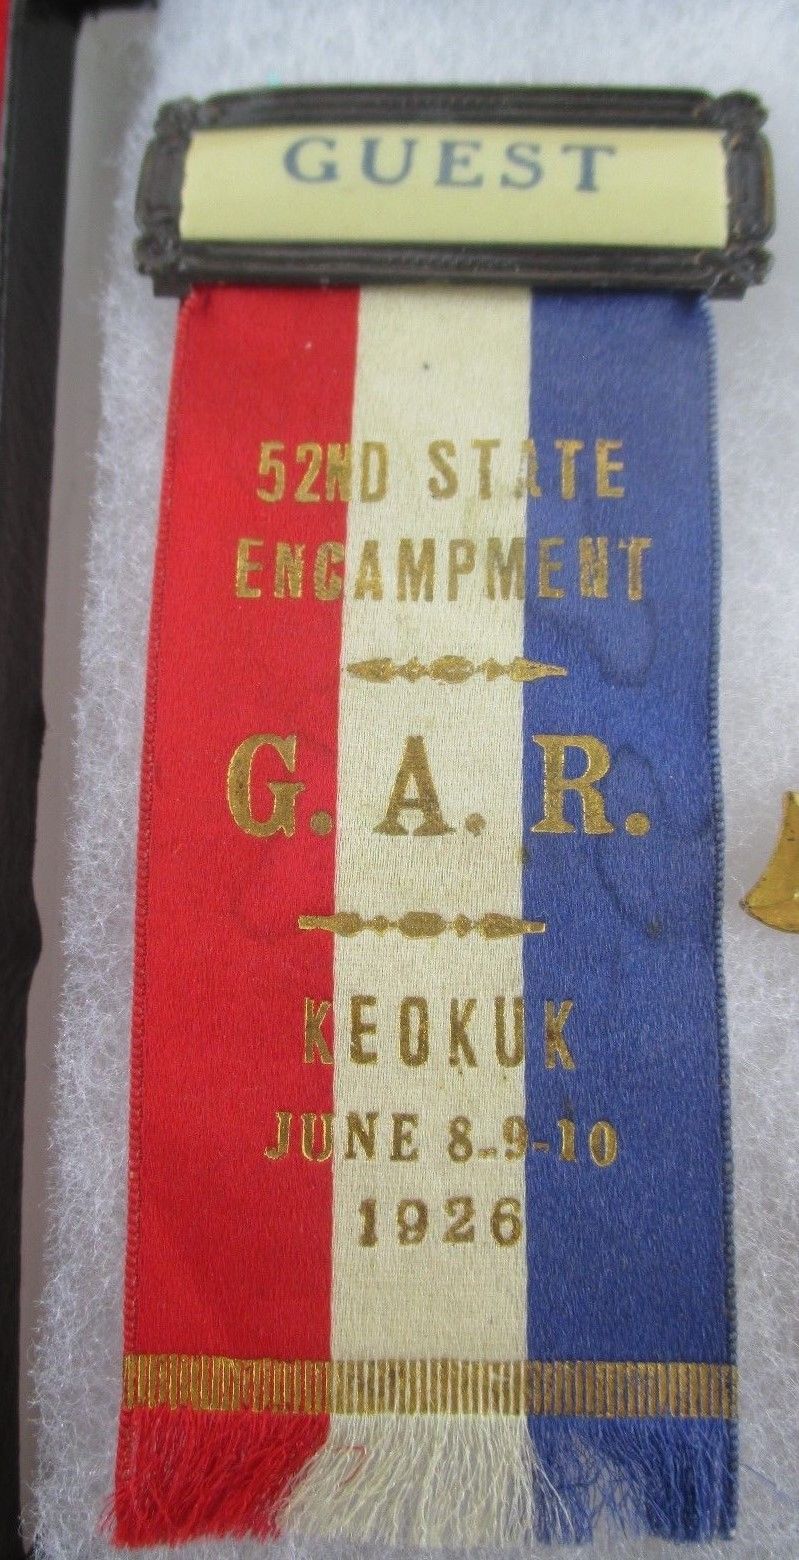 GUEST
52ND STATE
ENCAMPMENT
G. A. R.
KEOKUK
JUNE 8-9-10
1926